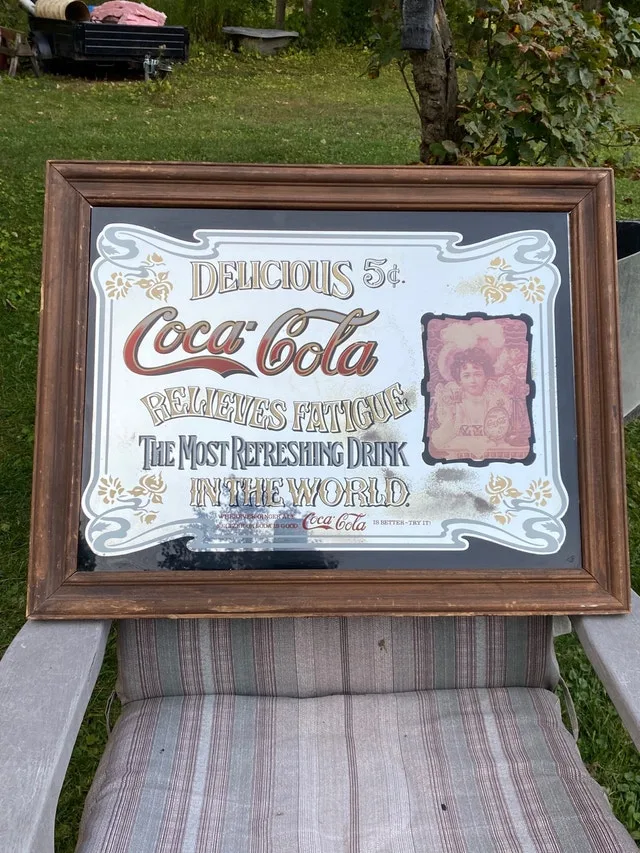 DELICIOUS 5¢.
Coca-Cola
RELIEVES FATIGUE
THE MOST REFRESHING DRINK
IN THE WORLD.
Coca-Cola IS BETTER-TRY IT!